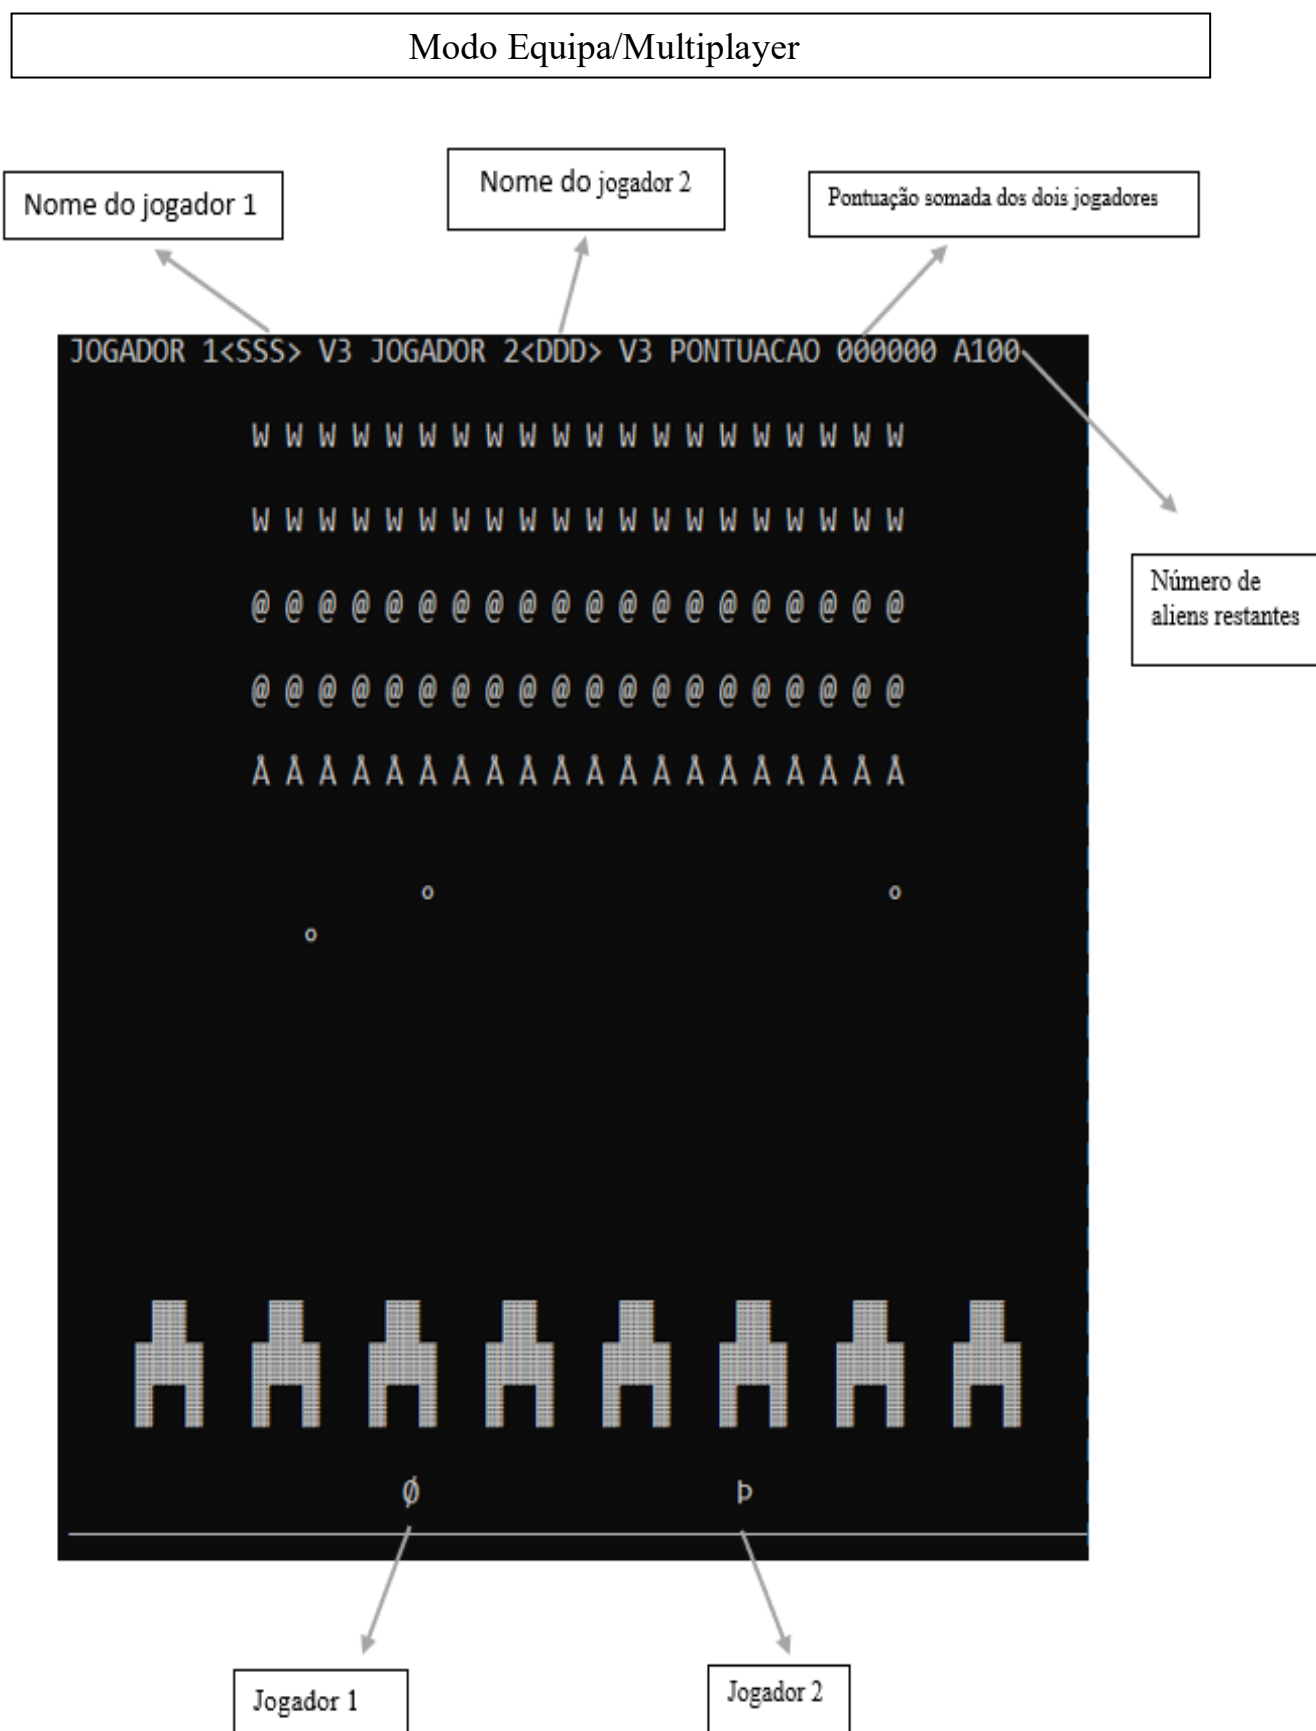 Modo Equipa/Multiplayer
Nome do jogador 1
Nome do jogador 2
Pontuação somada dos dois jogadores
JOGADOR 1<SSS> V3 JOGADOR 2<DDD> V3 PONTUACAO 000000 A100
W W W W W W W W W W W W W W W W W W W W
W W W W W W W W W W W W W W W W W W W W
@ @ @ @ @ @ @ @ @ @ @ @ @ @ @ @ @ @ @ @
@ @ @ @ @ @ @ @ @ @ @ @ @ @ @ @ @ @ @ @
Å Å Å Å Å Å Å Å Å Å Å Å Å Å Å Å Å Å Å Å
o o
o
Número de
aliens restantes
Ø Þ
Jogador 1
Jogador 2